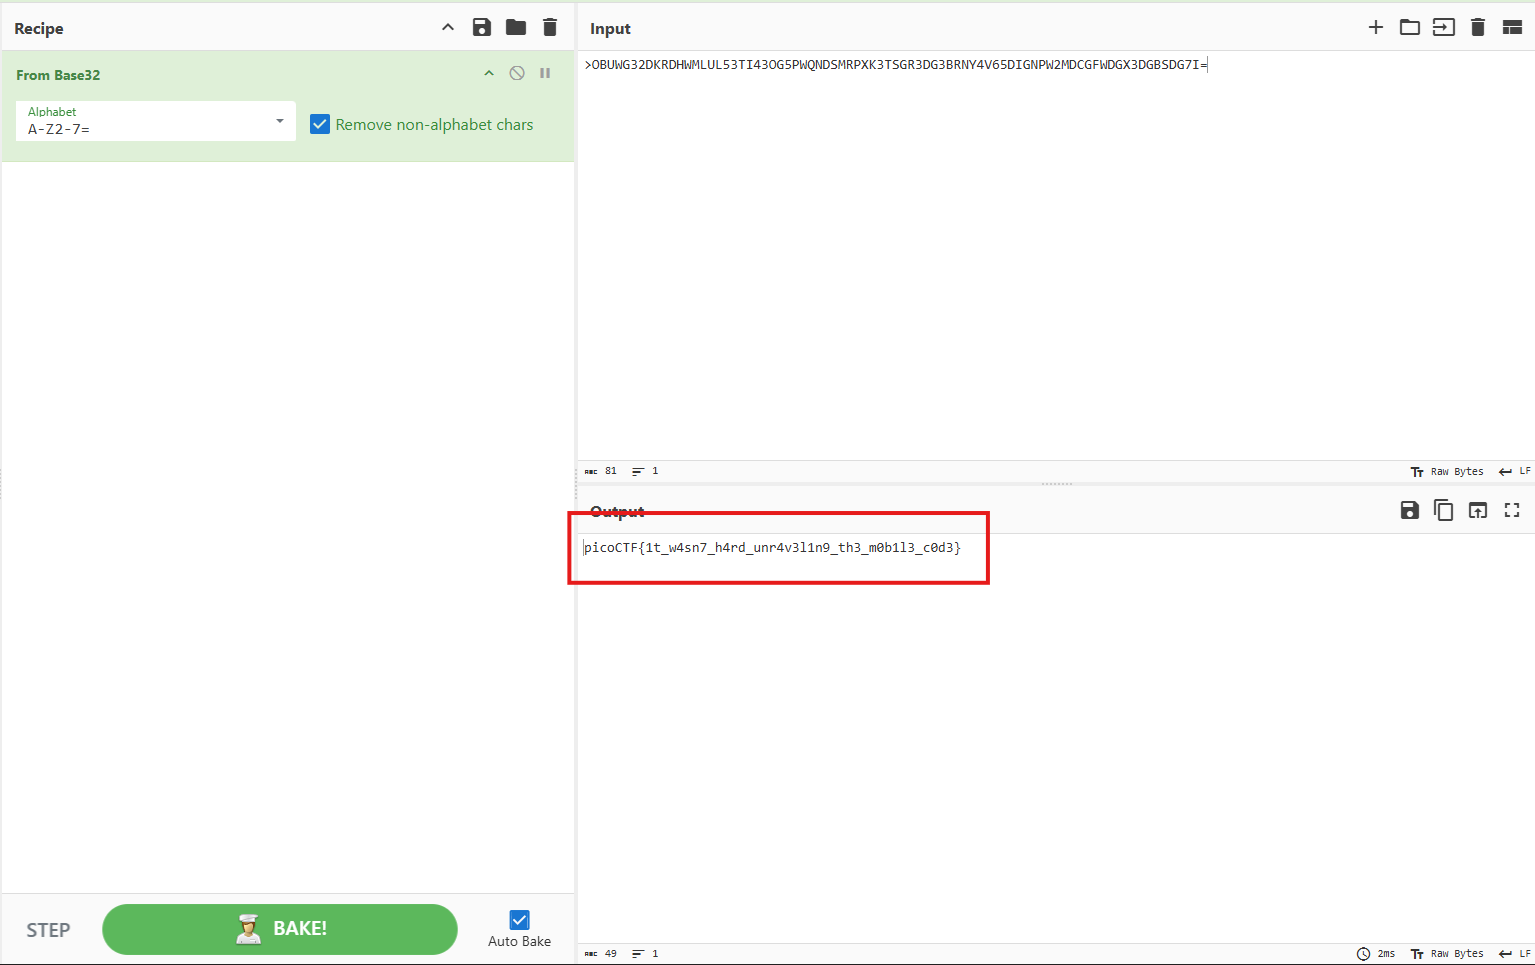 Recipe
From Base32
Alphabet
A-Z2-7=
Remove non-alphabet chars
STEP
BAKE!
Auto Bake
Input
>OBUWG32DKRDHWMLUL53TI43OG5PWQNDSMRPXK3TSGR3DG3BRNY4V65DIGNPW2MDCGFWDGX3DGBSDG7I=
ABC 81 1 Tт Raw Bytes LF
Output
picoCTF{1t_w4sn7_h4rd_unr4v3l1n9_th3_m0b1l3_c0d3}
ABC 49 1 2ms Tт Raw Bytes LF